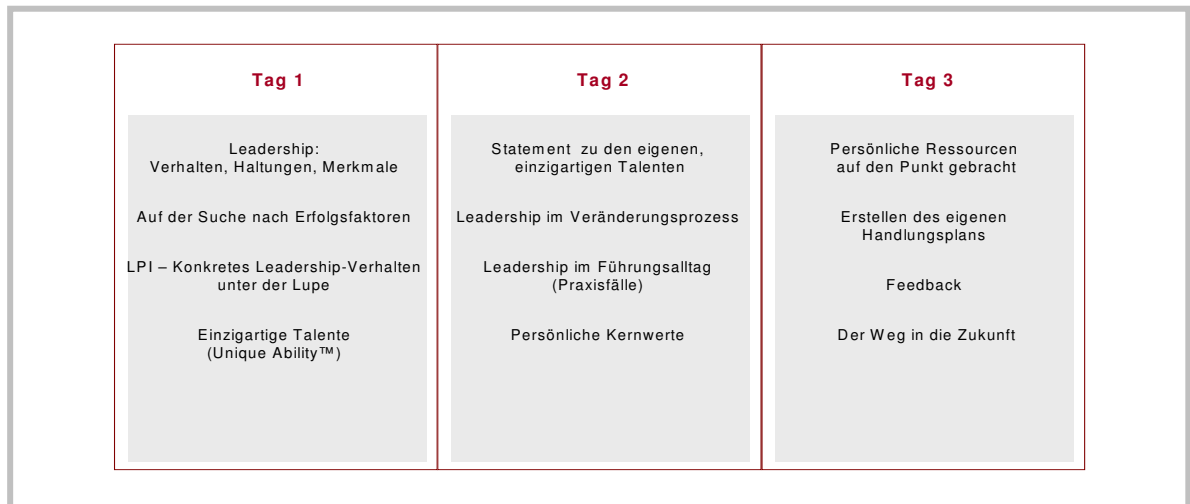 Tag 1
Leadership:
Verhalten, Haltungen, Merkmale
Auf der Suche nach Erfolgsfaktoren
LPI – Konkretes Leadership-Verhalten
unter der Lupe
Einzigartige Talente
(Unique Ability™)
Tag 2
Statement zu den eigenen,
einzigartigen Talenten
Leadership im Veränderungsprozess
Leadership im Führungsalltag
(Praxisfälle)
Persönliche Kernwerte
Tag 3
Persönliche Ressourcen
auf den Punkt gebracht
Erstellen des eigenen
Handlungsplans
Feedback
Der Weg in die Zukunft